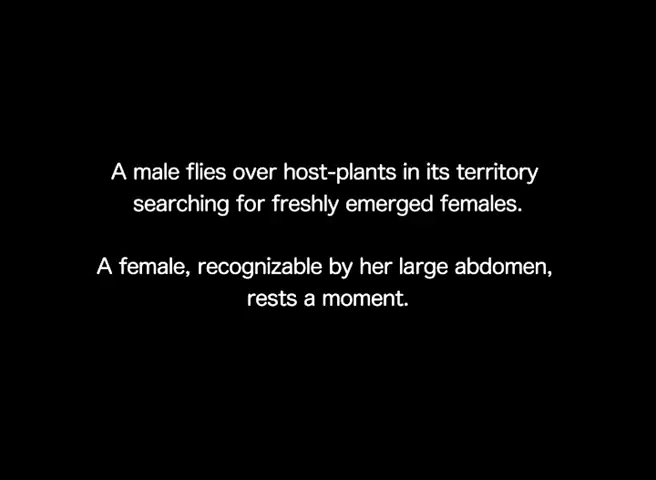 A male flies over host-plants in its territory
searching for freshly emerged females.
A female, recognizable by her large abdomen,
rests a moment.